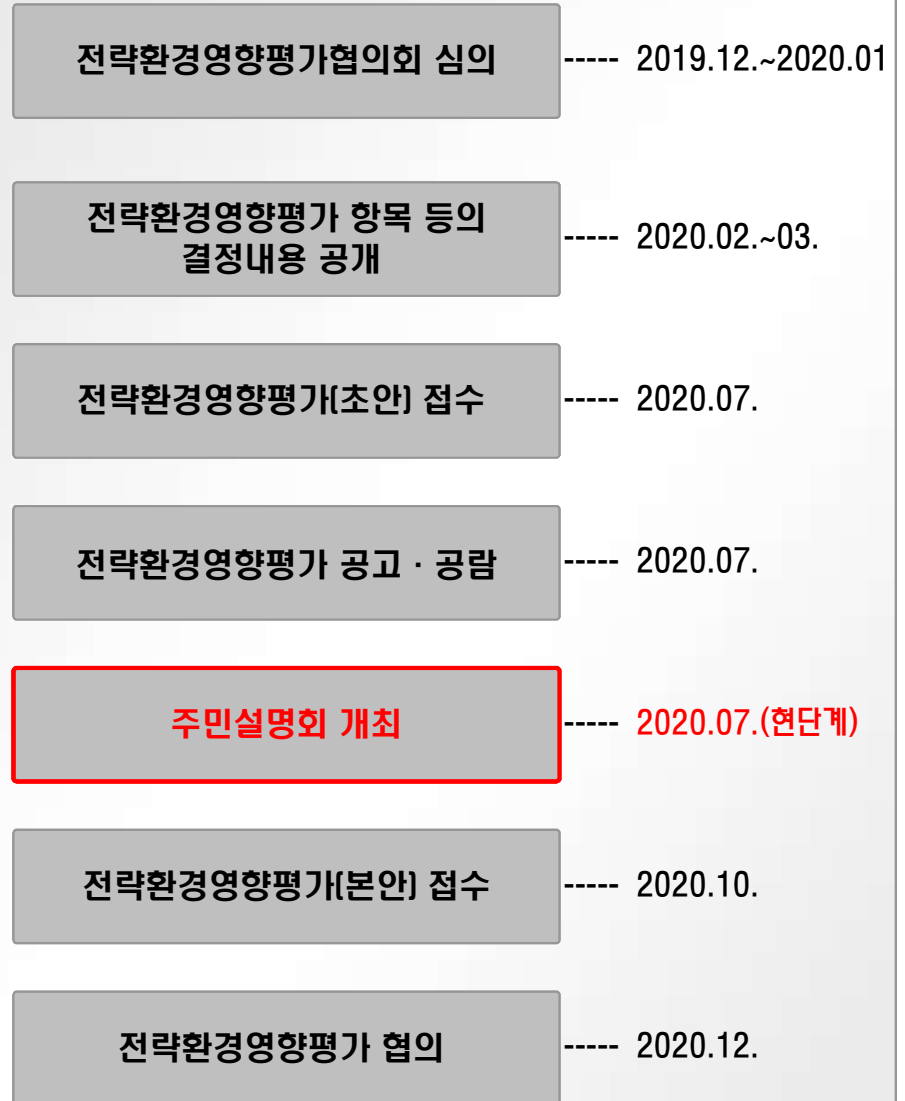 전략환경영향평가협의회 심의 ----- 2019.12.~2020.01
전략환경영향평가 항목 등의
결정내용 공개 ----- 2020.02.~03.
전략환경영향평가(초안) 접수 ----- 2020.07.
전략환경영향평가 공고 · 공람 ----- 2020.07.
주민설명회 개최 ----- 2020.07.(현단계)
전략환경영향평가(본안) 접수 ----- 2020.10.
전략환경영향평가 협의 ----- 2020.12.